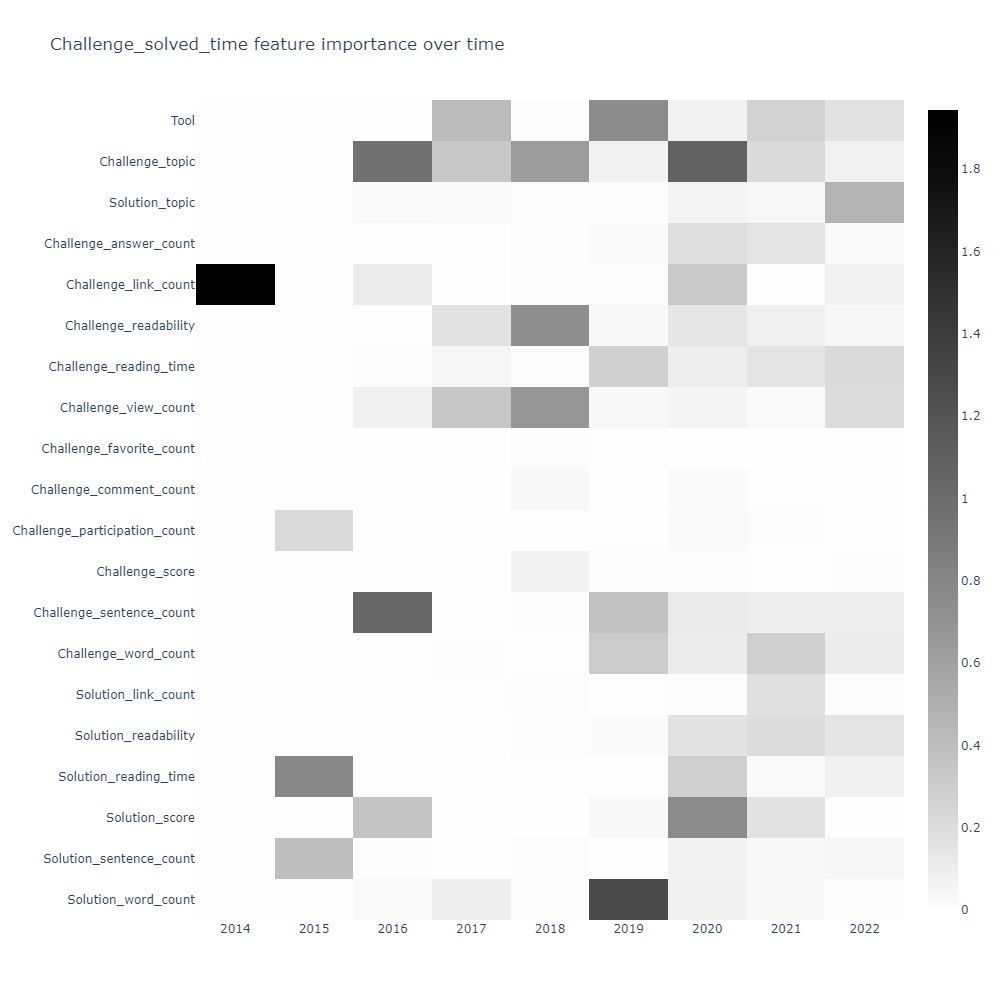 Challenge_solved_time feature importance over time
Tool
Challenge_topic
Solution_topic
Challenge_answer_count
Challenge_link_count
Challenge_readability
Challenge_reading_time
Challenge_view_count
Challenge_favorite_count
Challenge_comment_count
Challenge_participation_count
Challenge_score
Challenge_sentence_count
Challenge_word_count
Solution_link_count
Solution_readability
Solution_reading_time
Solution_score
Solution_sentence_count
Solution_word_count
2014 2015 2016 2017 2018 2019 2020 2021 2022
1.8
1.6
1.4
1.2
1
0.8
0.6
0.4
0.2
0